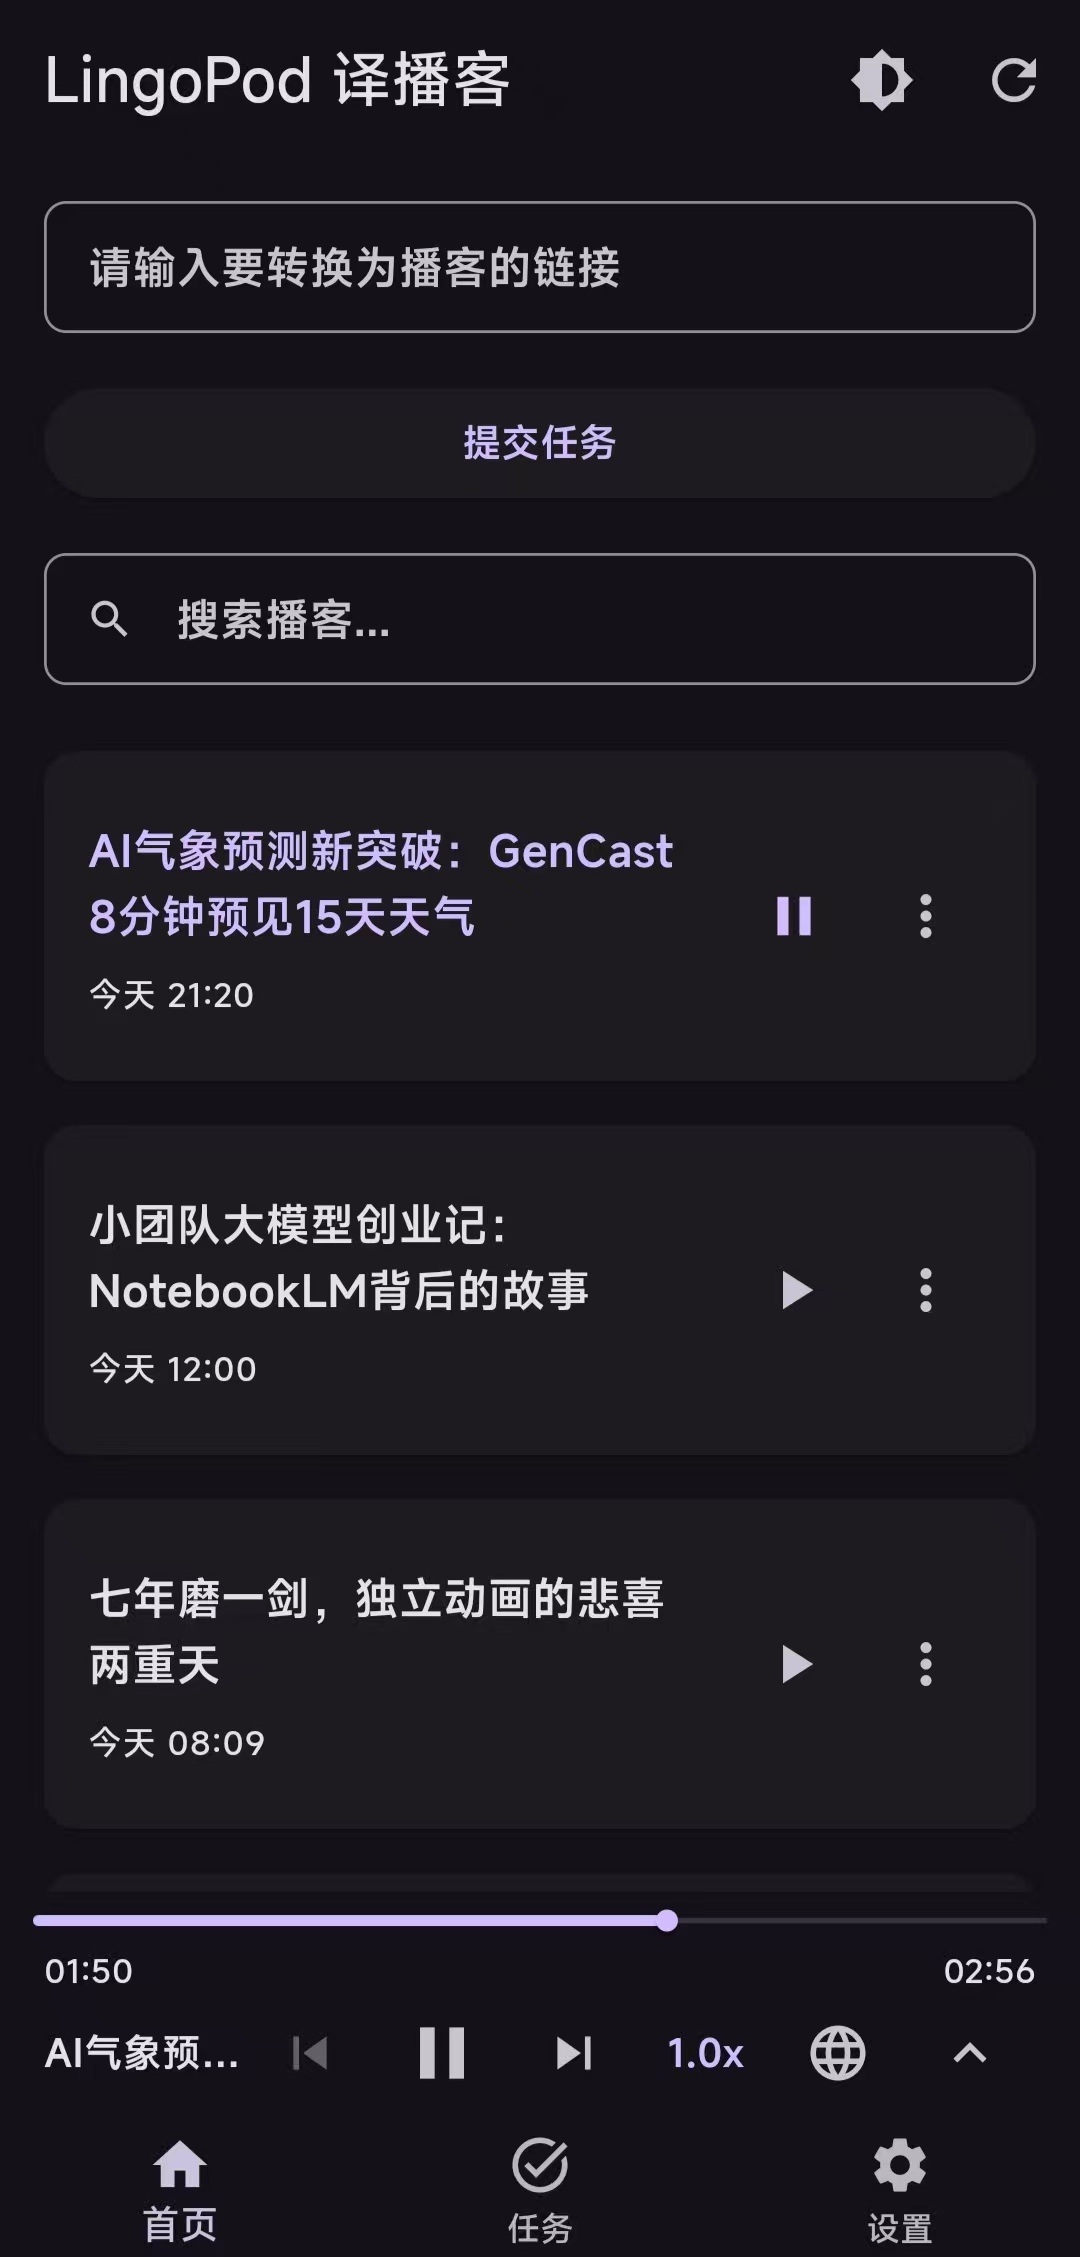 LingoPod 译播客
请输入要转换为播客的链接
提交任务
搜索播客...
AI气象预测新突破：GenCast
8分钟预见15天天气
今天 21:20
小团队大模型创业记：
NotebookLM背后的故事
今天 12:00
七年磨一剑，独立动画的悲喜
两重天
今天 08:09
01:50 02:56
AI气象预... 1.0x
首页 任务 设置